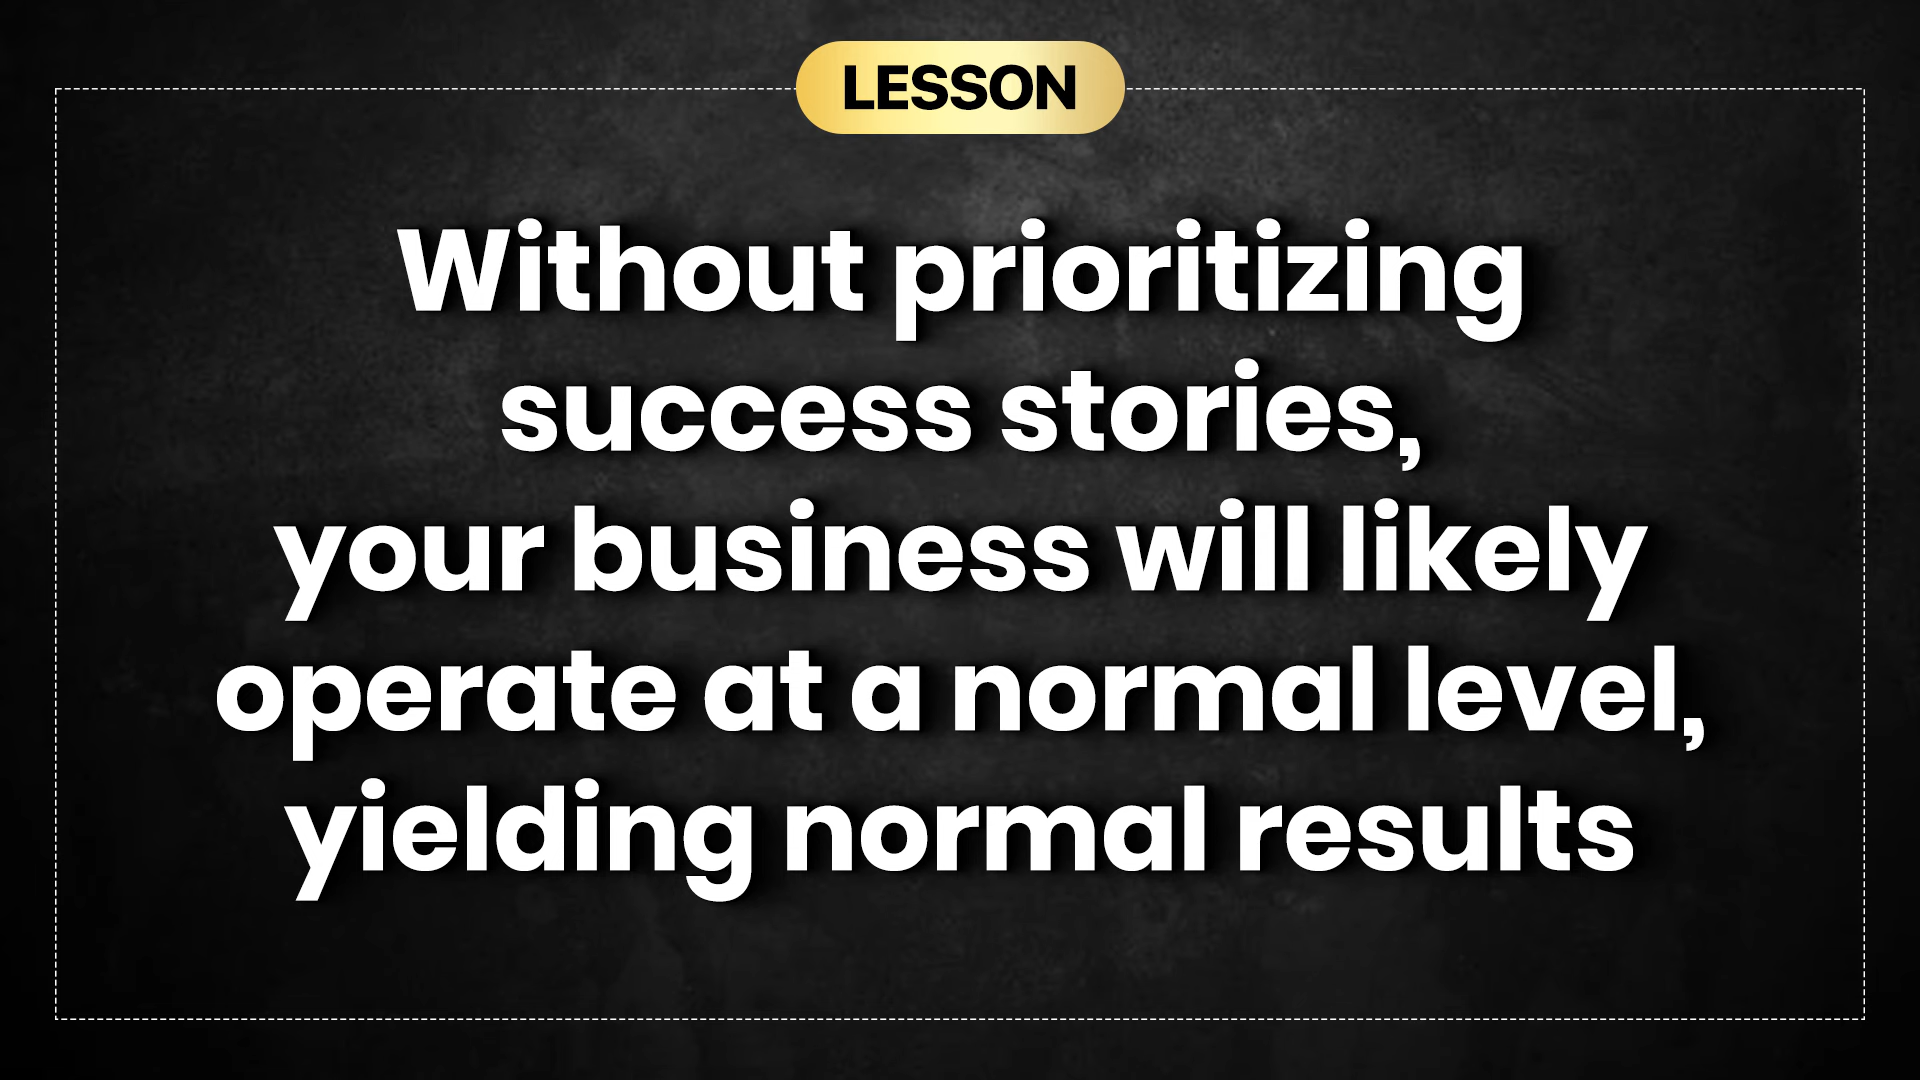 LESSON
Without prioritizing
success stories,
your business will likely
operate at a normal level,
yielding normal results